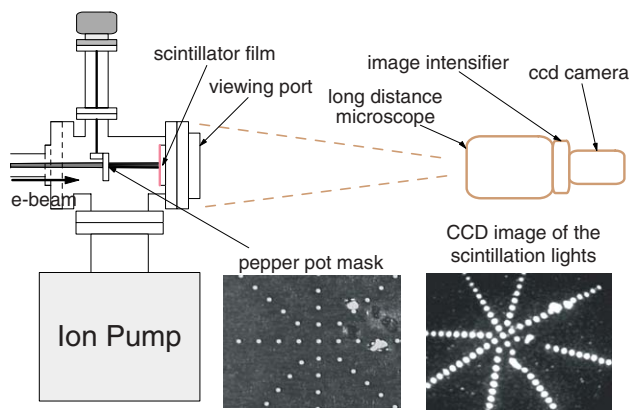 scintillator film
viewing port
image intensifier
ccd camera
long distance
microscope
e-beam
pepper pot mask
CCD image of the
scintillation lights
Ion Pump